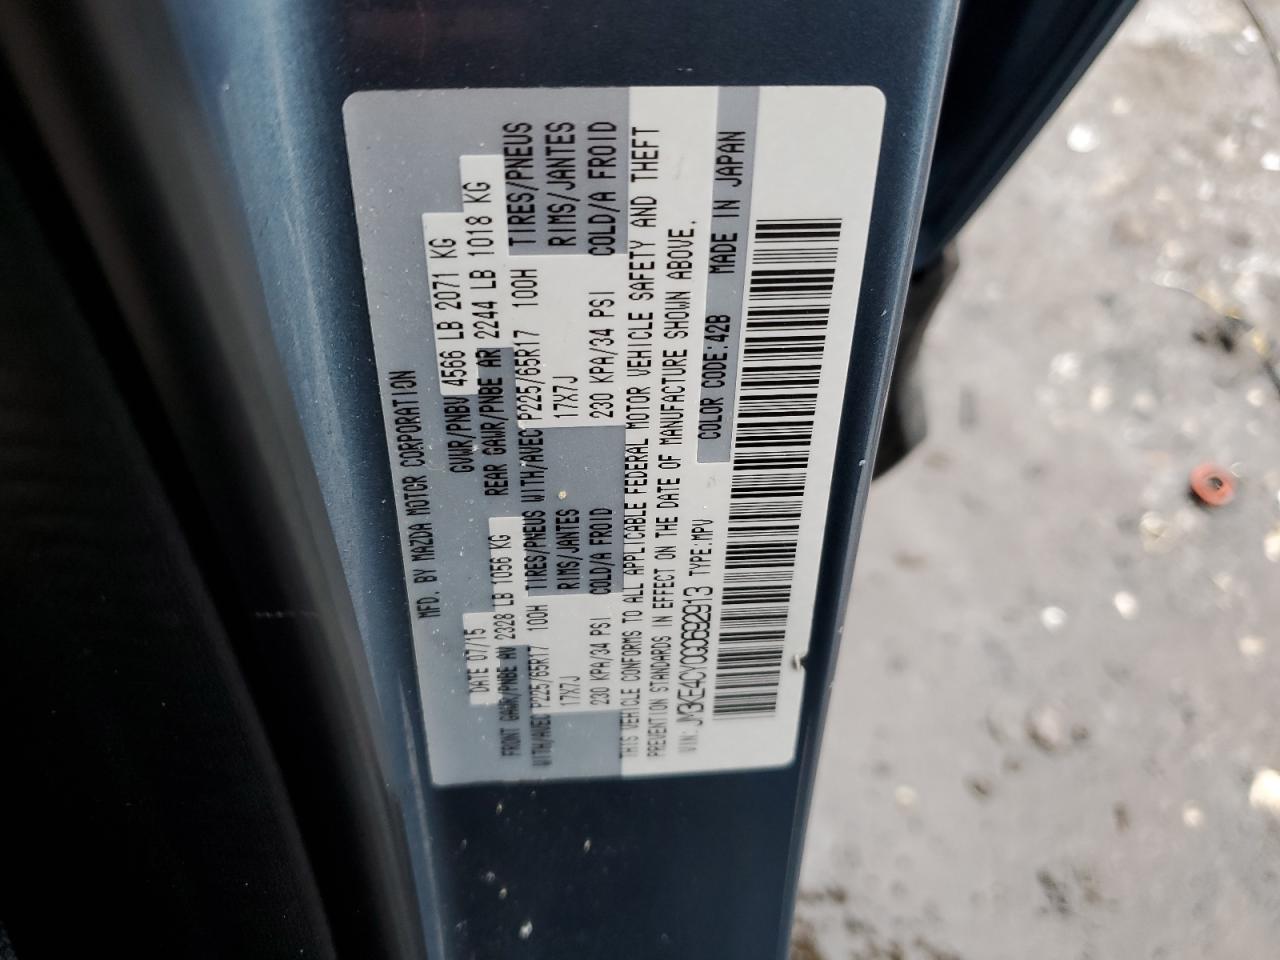 MFD. BY MAZDA MOTOR CORPORATION
DATE 07/15 GVWR/PNBV 4566 LB 2071 KG
FRONT GAWR/PNBE AV 2328 LB 1056 KG REAR GAWR/PNBE AR 2244 LB 1018 KG
WITH/AVEC P225/65R17 100H TIRES/PNEUS WITH/AVEC P225/65R17 100H TIRES/PNEUS
17X7J RIMS/JANTES 17X7J RIMS/JANTES
230 KPA/34 PSI COLD/A FROID 230 KPA/34 PSI COLD/A FROID
THIS VEHICLE CONFORMS TO ALL APPLICABLE FEDERAL MOTOR VEHICLE SAFETY AND THEFT
PREVENTION STANDARDS IN EFFECT ON THE DATE OF MANUFACTURE SHOWN ABOVE.
VIN: JM3KE4CY0G0692913 TYPE:MPV COLOR CODE:42B MADE IN JAPAN